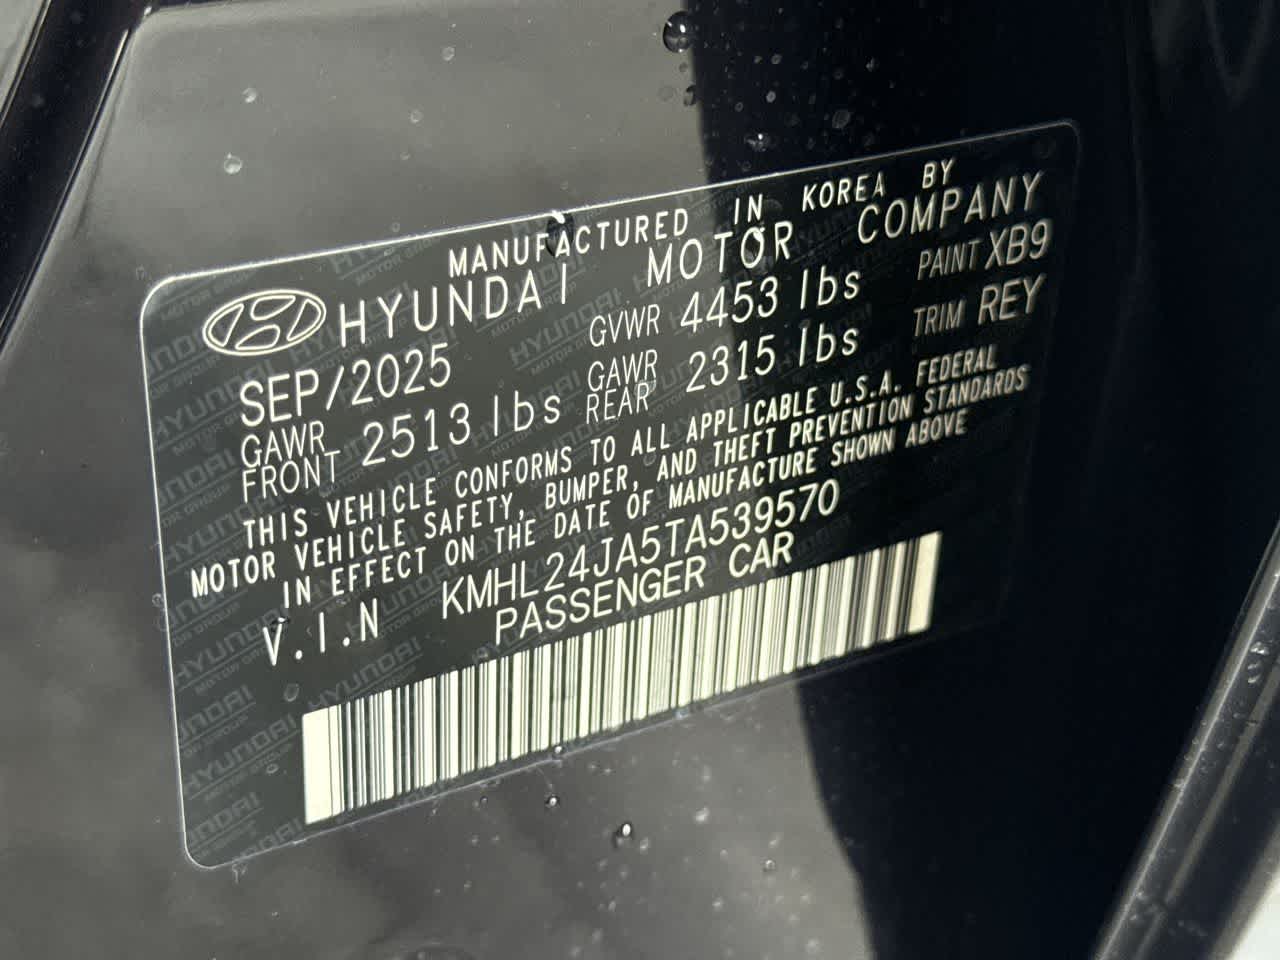 MANUFACTURED IN KOREA BY
HYUNDAI MOTOR COMPANY
SEP/2025 GVWR 4453 lbs PAINT XB9
GAWR FRONT 2513 lbs GAWR REAR 2315 lbs TRIM REY
THIS VEHICLE CONFORMS TO ALL APPLICABLE U.S.A. FEDERAL
MOTOR VEHICLE SAFETY, BUMPER, AND THEFT PREVENTION STANDARDS
IN EFFECT ON THE DATE OF MANUFACTURE SHOWN ABOVE
V.I.N KMHL24JA5TA539570
PASSENGER CAR
HYUNDAI
MOTOR GROUP